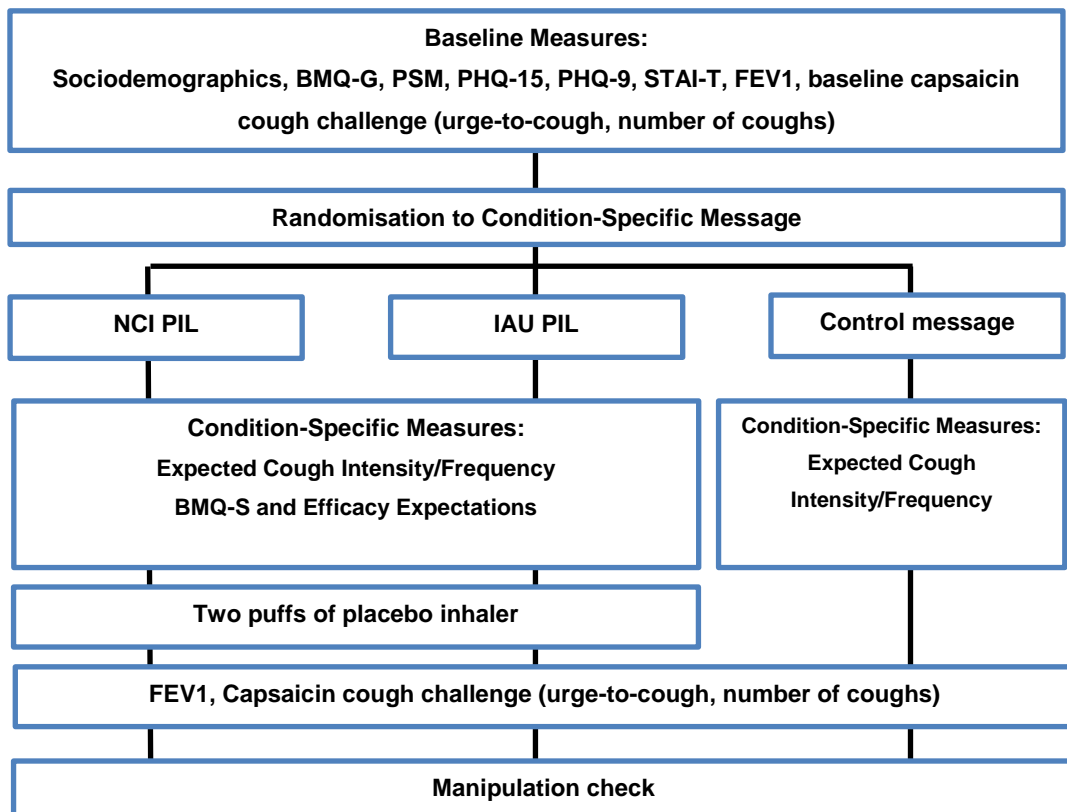 Baseline Measures:
Sociodemographics, BMQ-G, PSM, PHQ-15, PHQ-9, STAI-T, FEV1, baseline capsaicin
cough challenge (urge-to-cough, number of coughs)
Randomisation to Condition-Specific Message
NCI PIL
IAU PIL
Control message
Condition-Specific Measures:
Expected Cough Intensity/Frequency
BMQ-S and Efficacy Expectations
Condition-Specific Measures:
Expected Cough
Intensity/Frequency
Two puffs of placebo inhaler
FEV1, Capsaicin cough challenge (urge-to-cough, number of coughs)
Manipulation check